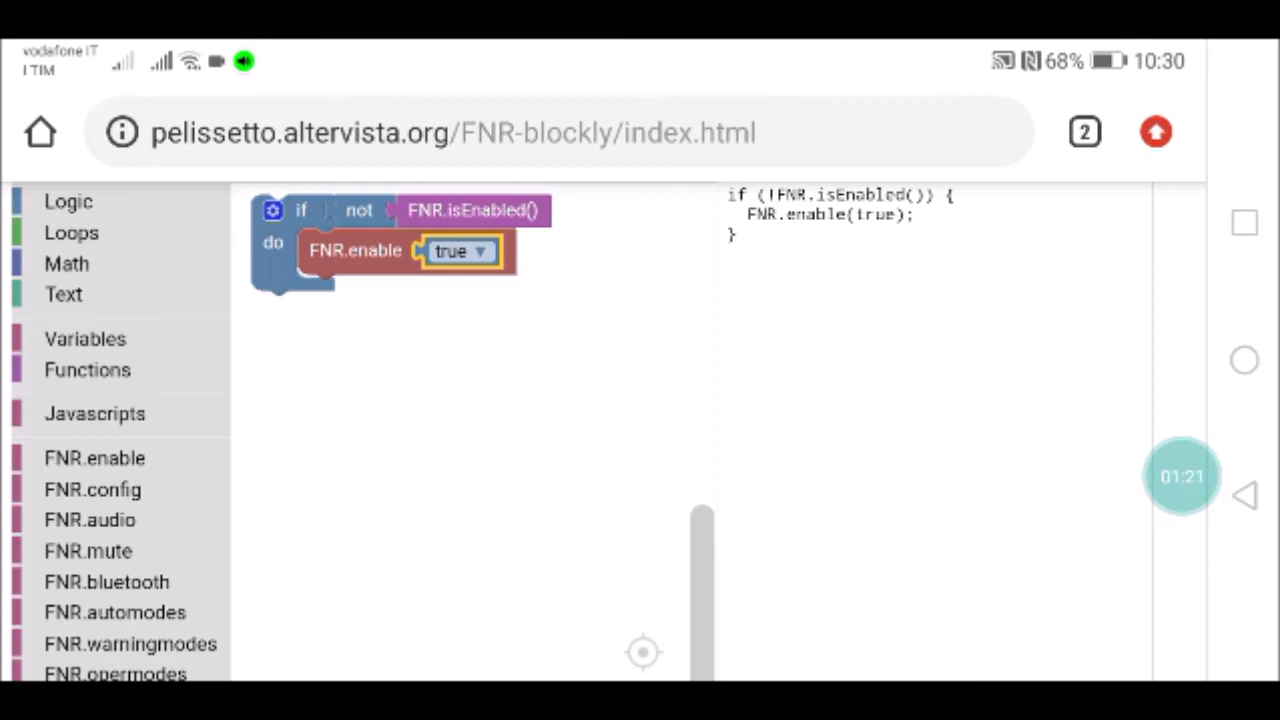 vodafone IT
I TIM
68% 10:30
pelissetto.altervista.org/FNR-blockly/index.html
2
Logic
Loops
Math
Text
Variables
Functions
Javascripts
FNR.enable
FNR.config
FNR.audio
FNR.mute
FNR.bluetooth
FNR.automodes
FNR.warningmodes
FNR.opermodes
if not FNR.isEnabled()
do FNR.enable true
if (!FNR.isEnabled()) {
FNR.enable(true);
}
01:21